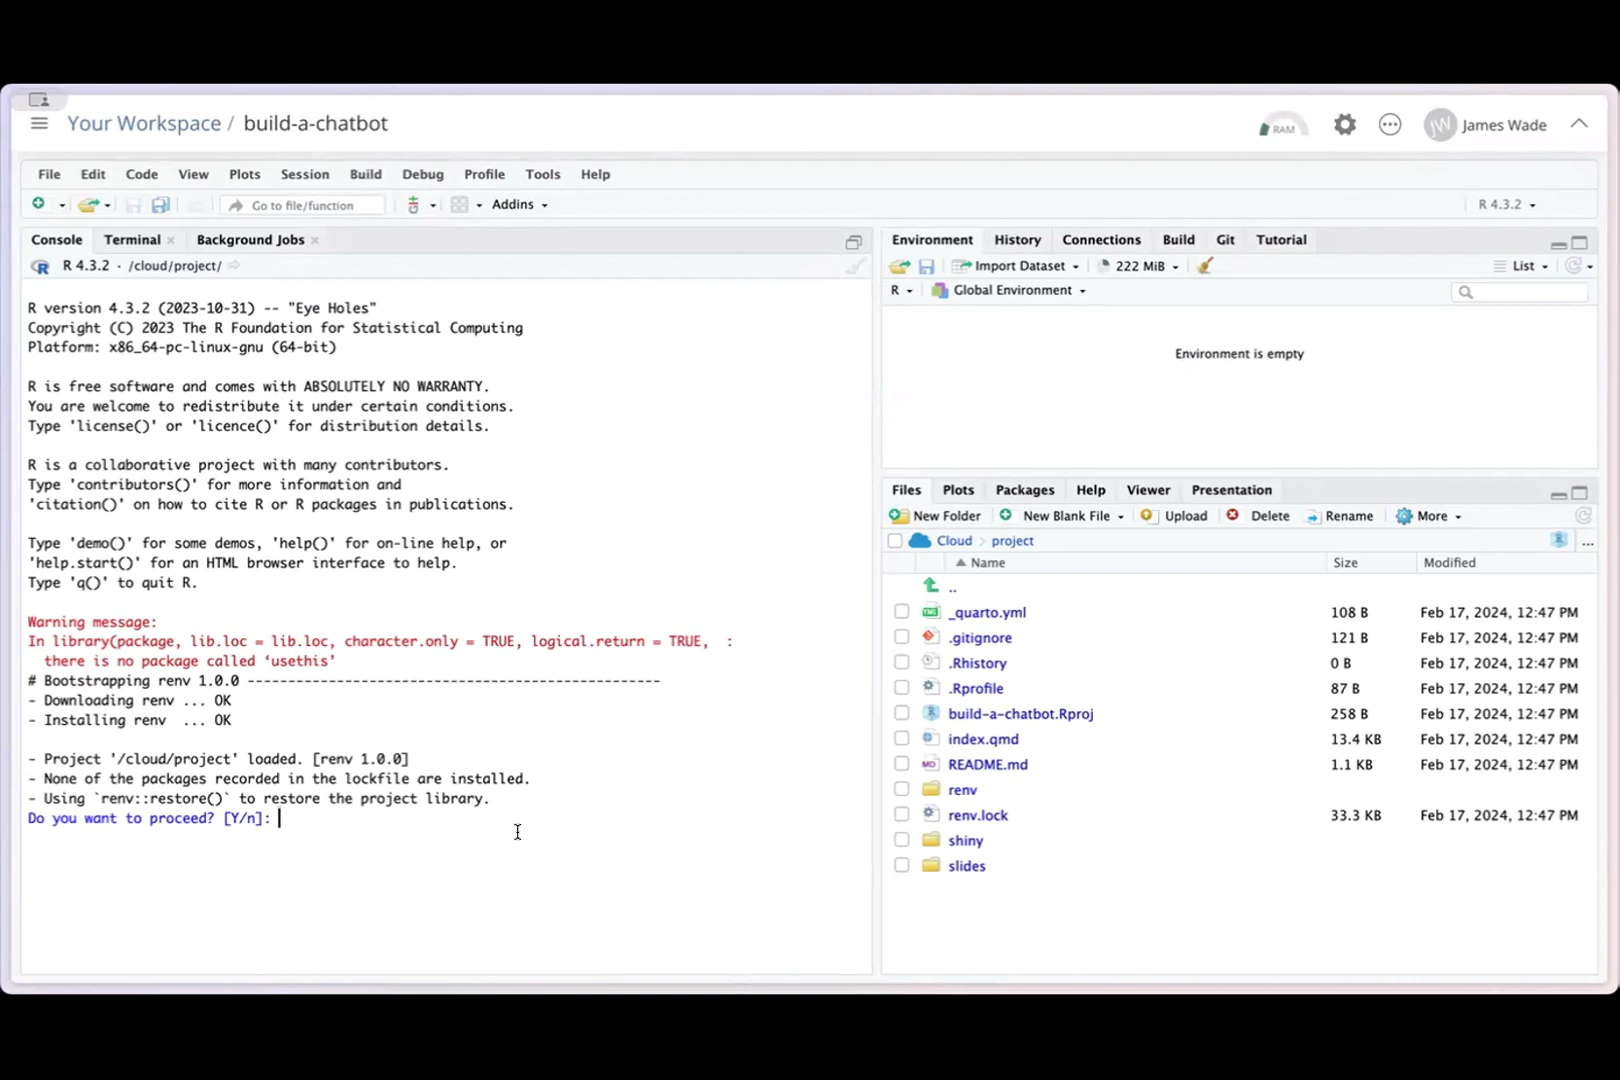 Your Workspace / build-a-chatbot
RAM
JW James Wade
File Edit Code View Plots Session Build Debug Profile Tools Help
Go to file/function
Addins
R 4.3.2
Console Terminal Background Jobs
R 4.3.2 · /cloud/project/
R version 4.3.2 (2023-10-31) -- "Eye Holes"
Copyright (C) 2023 The R Foundation for Statistical Computing
Platform: x86_64-pc-linux-gnu (64-bit)
R is free software and comes with ABSOLUTELY NO WARRANTY.
You are welcome to redistribute it under certain conditions.
Type 'license()' or 'licence()' for distribution details.
R is a collaborative project with many contributors.
Type 'contributors()' for more information and
'citation()' on how to cite R or R packages in publications.
Type 'demo()' for some demos, 'help()' for on-line help, or
'help.start()' for an HTML browser interface to help.
Type 'q()' to quit R.
Warning message:
In library(package, lib.loc = lib.loc, character.only = TRUE, logical.return = TRUE,  :
there is no package called ‘usethis’
# Bootstrapping renv 1.0.0 ---------------------------------------------------
- Downloading renv ... OK
- Installing renv  ... OK
- Project '/cloud/project' loaded. [renv 1.0.0]
- None of the packages recorded in the lockfile are installed.
- Using `renv::restore()` to restore the project library.
Do you want to proceed? [Y/n]:
Environment History Connections Build Git Tutorial
Import Dataset 222 MiB List
R Global Environment
Environment is empty
Files Plots Packages Help Viewer Presentation
New Folder New Blank File Upload Delete Rename More
Cloud project ...
Name Size Modified
..
_quarto.yml 108 B Feb 17, 2024, 12:47 PM
.gitignore 121 B Feb 17, 2024, 12:47 PM
.Rhistory 0 B Feb 17, 2024, 12:47 PM
.Rprofile 87 B Feb 17, 2024, 12:47 PM
build-a-chatbot.Rproj 258 B Feb 17, 2024, 12:47 PM
index.qmd 13.4 KB Feb 17, 2024, 12:47 PM
README.md 1.1 KB Feb 17, 2024, 12:47 PM
renv
renv.lock 33.3 KB Feb 17, 2024, 12:47 PM
shiny
slides